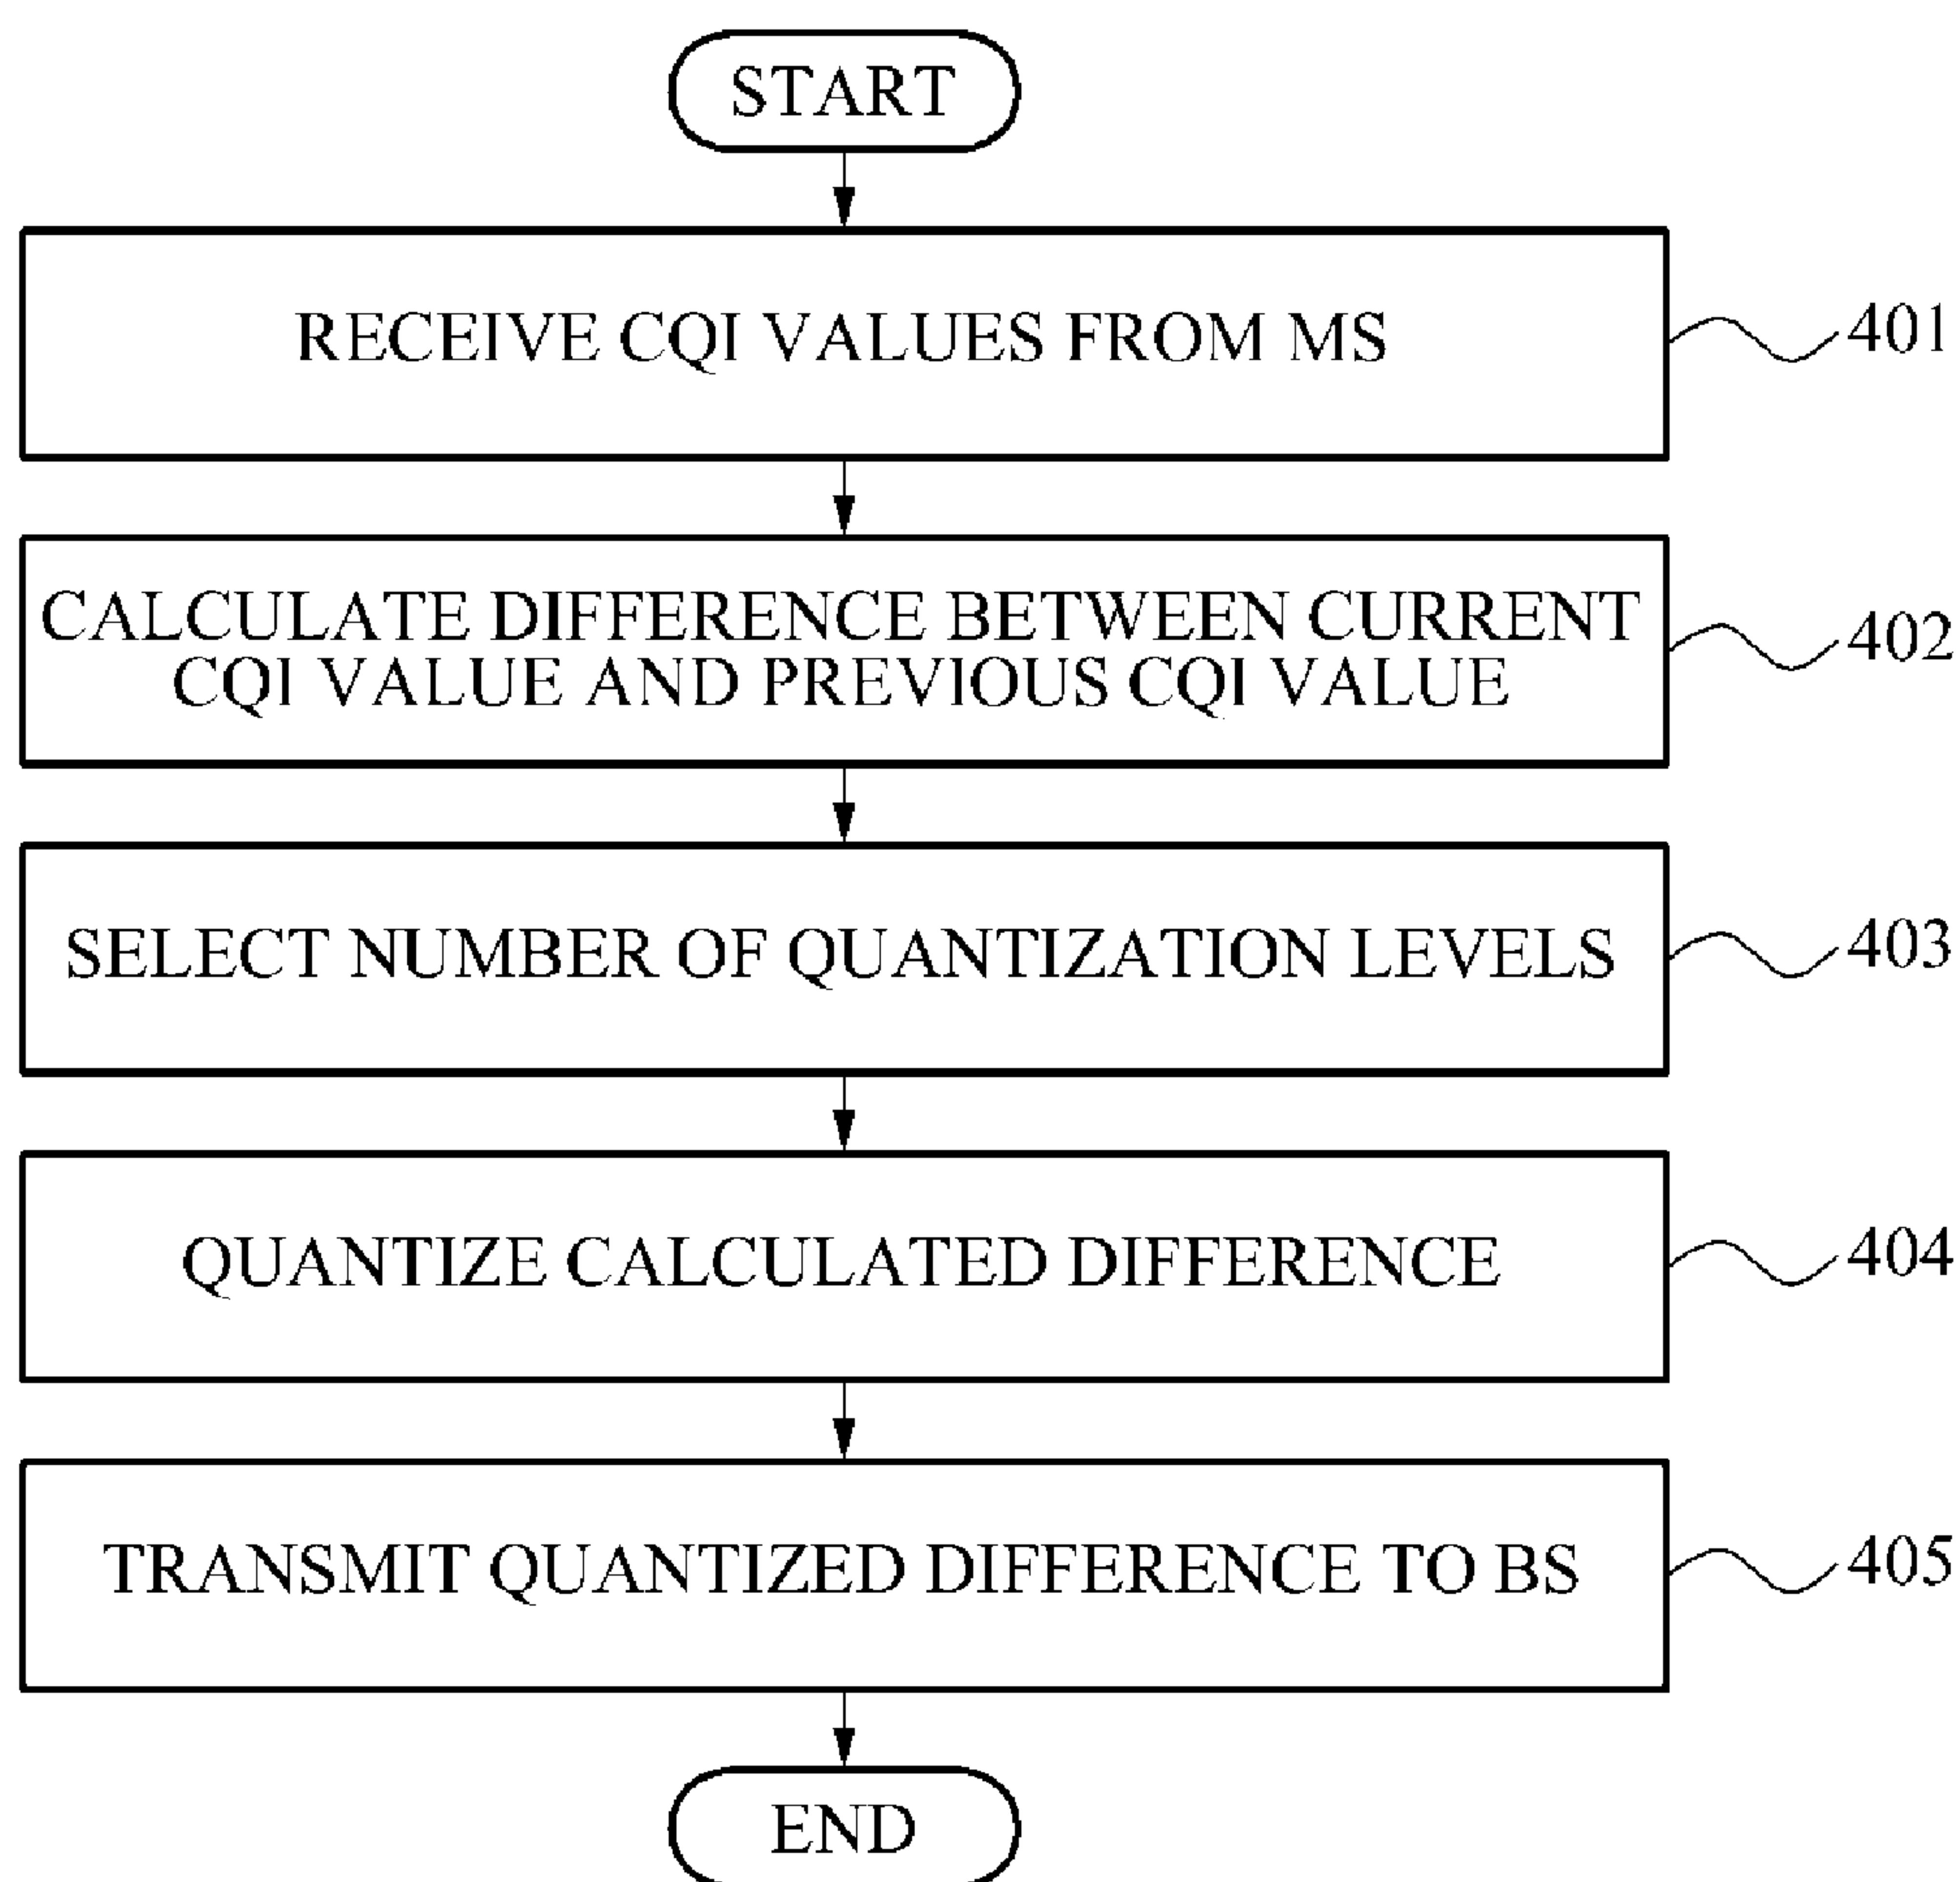 START
RECEIVE CQI VALUES FROM MS
401
CALCULATE DIFFERENCE BETWEEN CURRENT
CQI VALUE AND PREVIOUS CQI VALUE
402
SELECT NUMBER OF QUANTIZATION LEVELS
403
QUANTIZE CALCULATED DIFFERENCE
404
TRANSMIT QUANTIZED DIFFERENCE TO BS
405
END